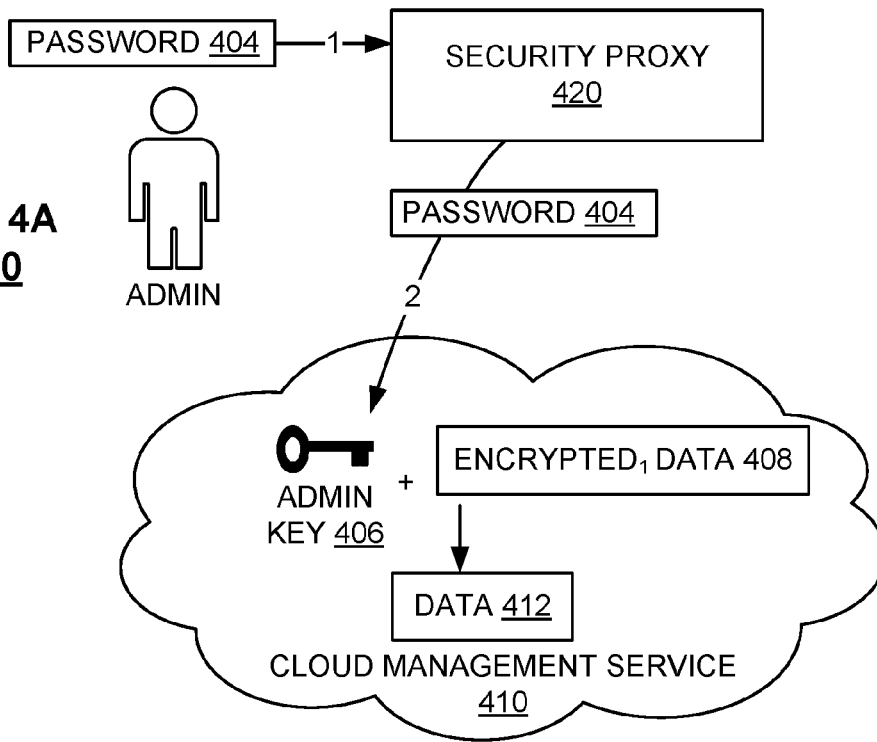 PASSWORD 404
1
SECURITY PROXY
420
4A
0
ADMIN
PASSWORD 404
2
ADMIN
KEY 406
+
ENCRYPTED₁ DATA 408
DATA 412
CLOUD MANAGEMENT SERVICE
410